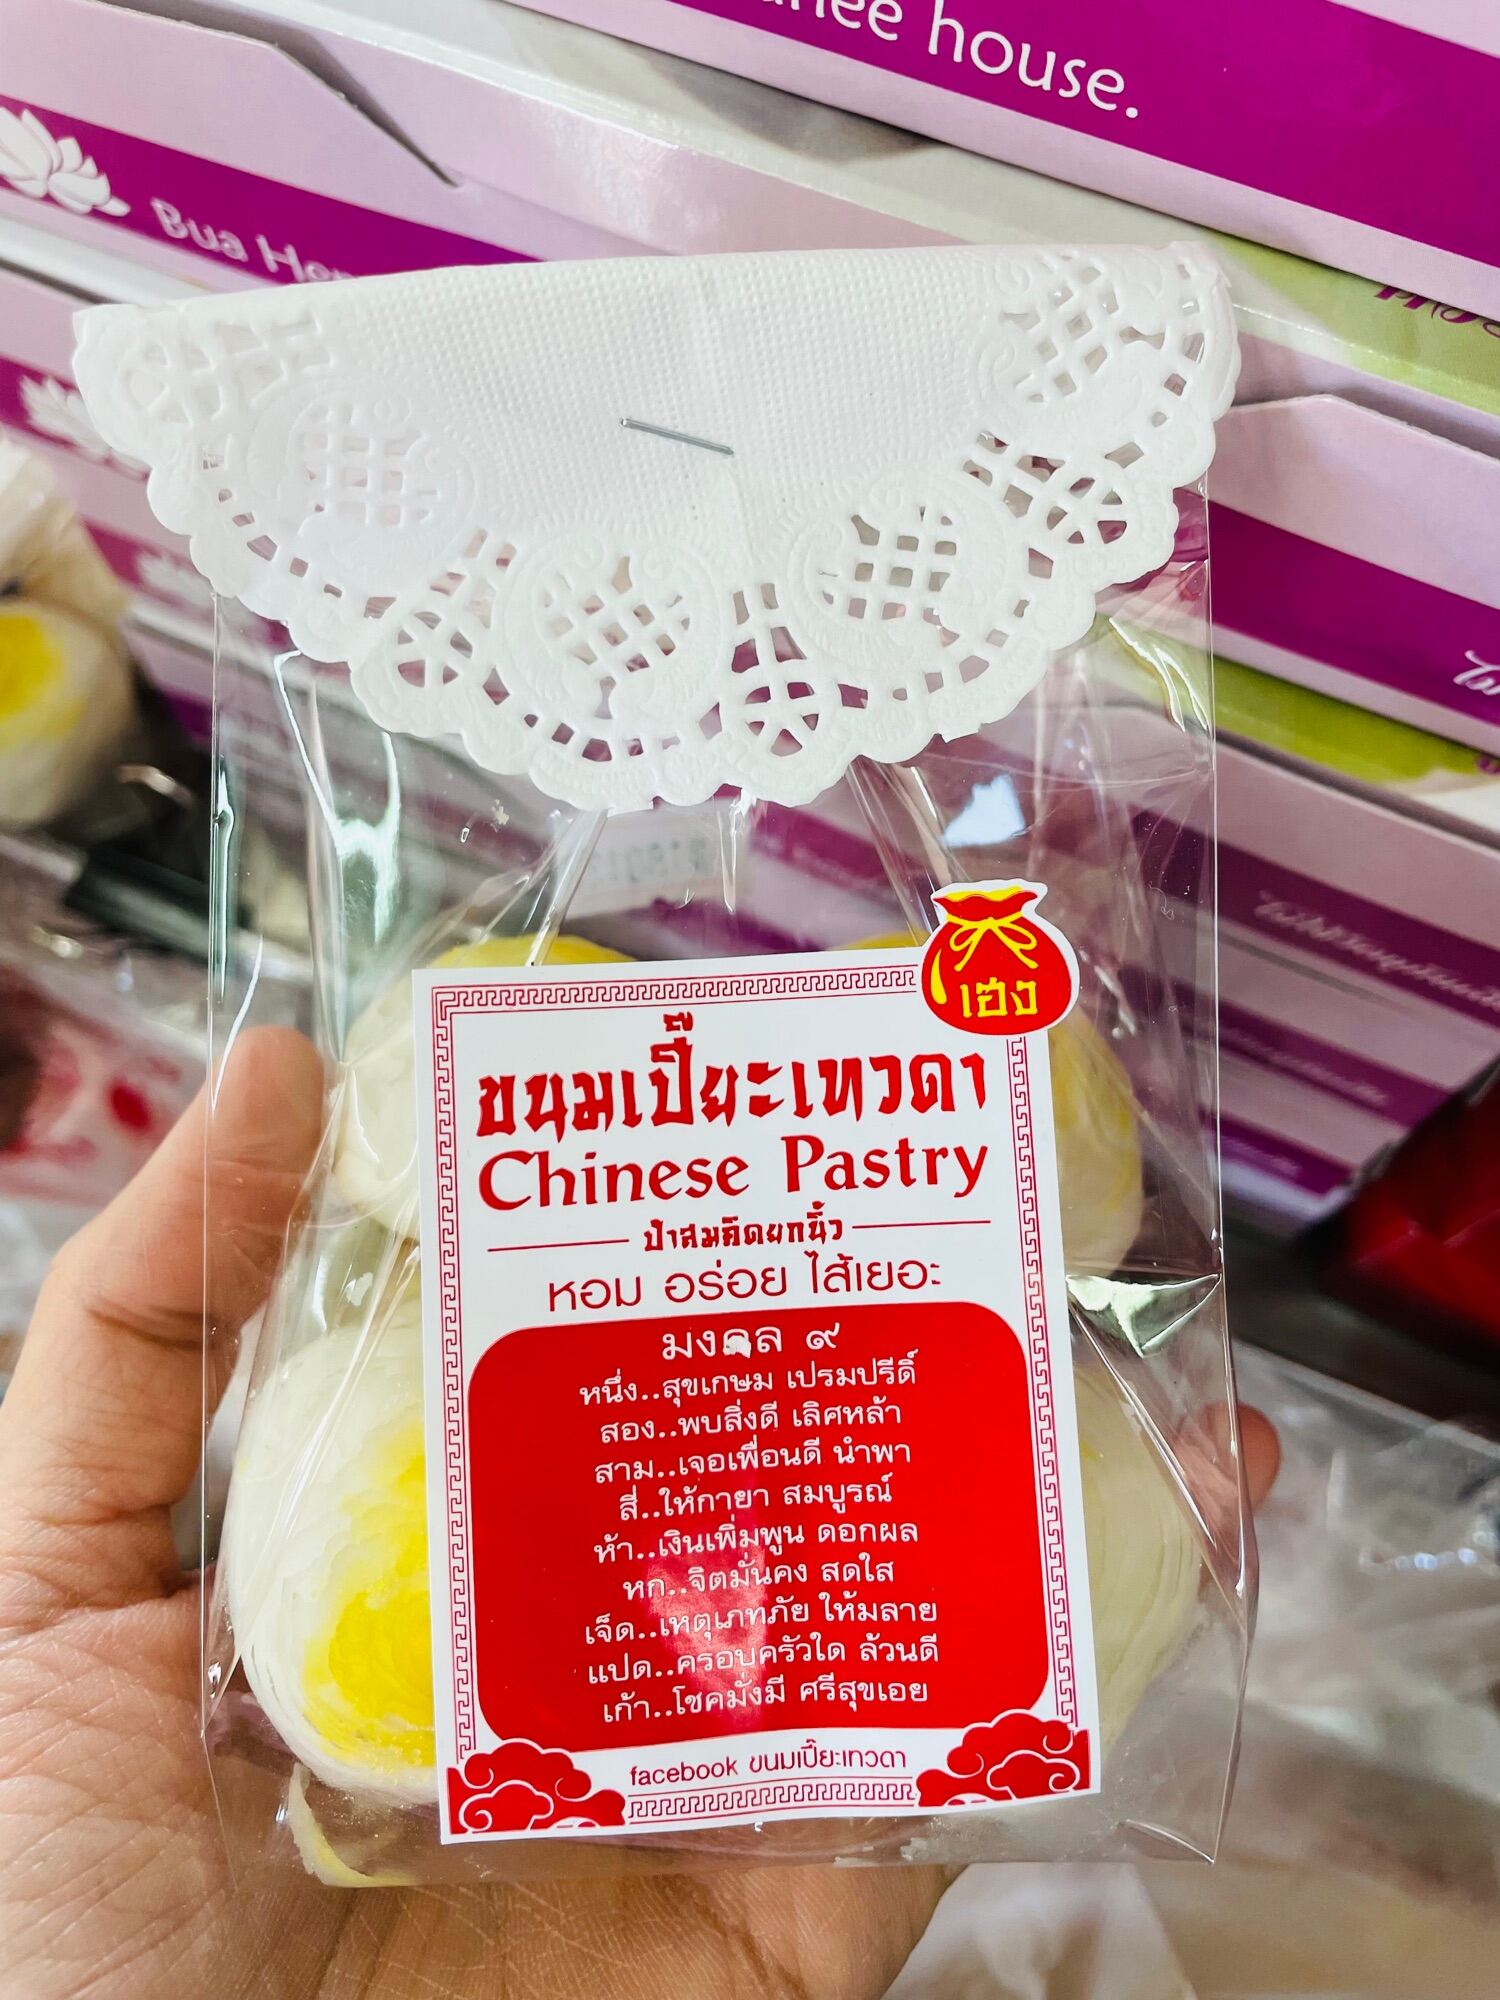 house.
Bua
เฮง
ขนมเปี๊ยะเทวดา
Chinese Pastry
ป๋าสมคิดยกนิ้ว
หอม อร่อย ไส้เยอะ
มงคล ๙
หนึ่ง..สุขเกษม เปรมปรีดิ์
สอง..พบสิ่งดี เลิศหล้า
สาม..เจอเพื่อนดี นำพา
สี่..ให้กายา สมบูรณ์
ห้า..เงินเพิ่มพูน ดอกผล
หก..จิตมั่นคง สดใส
เจ็ด..เหตุเภทภัย ให้มลาย
แปด..ครอบครัวใด ล้วนดี
เก้า..โชคมั่งมี ศรีสุขเอย
facebook ขนมเปี๊ยะเทวดา